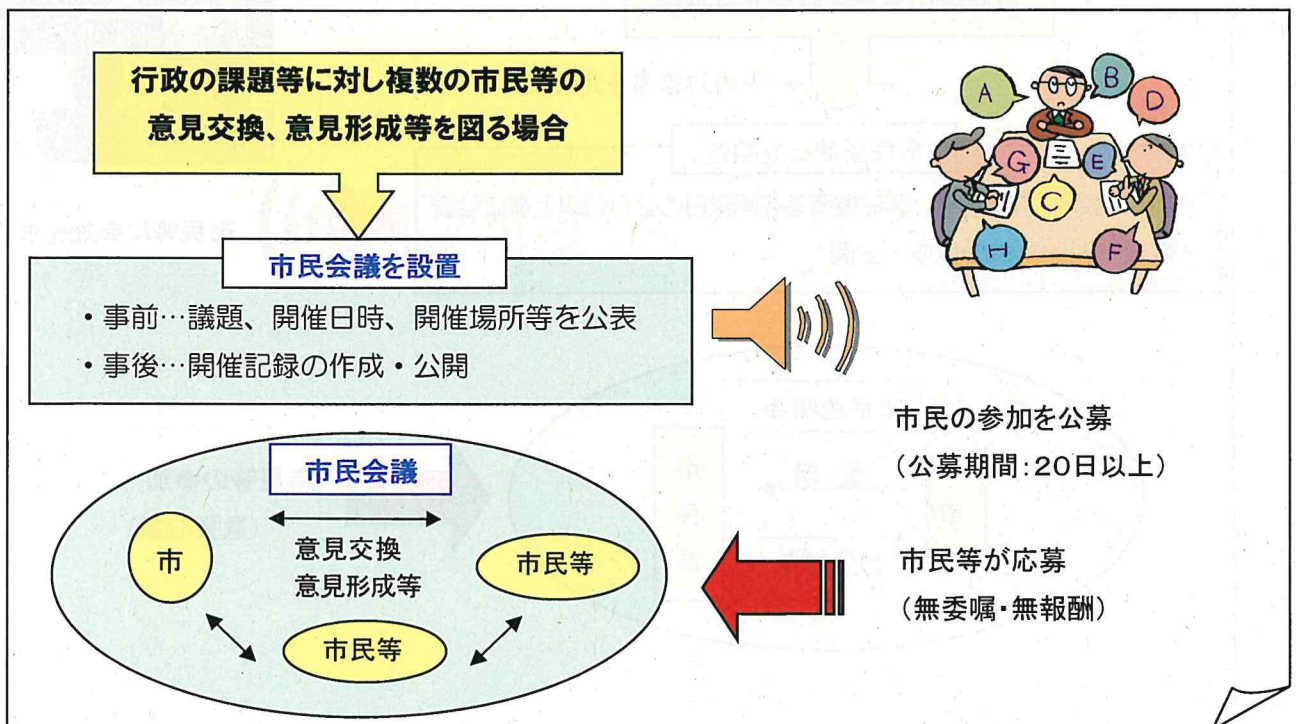 行政の課題等に対し複数の市民等の
意見交換、意見形成等を図る場合
市民会議を設置
・事前…議題、開催日時、開催場所等を公表
・事後…開催記録の作成・公開
A
B
D
G
E
C
H
F
市民の参加を公募
（公募期間：20日以上）
市民会議
市
意見交換
意見形成等
市民等
市民等
市民等が応募
（無委嘱・無報酬）